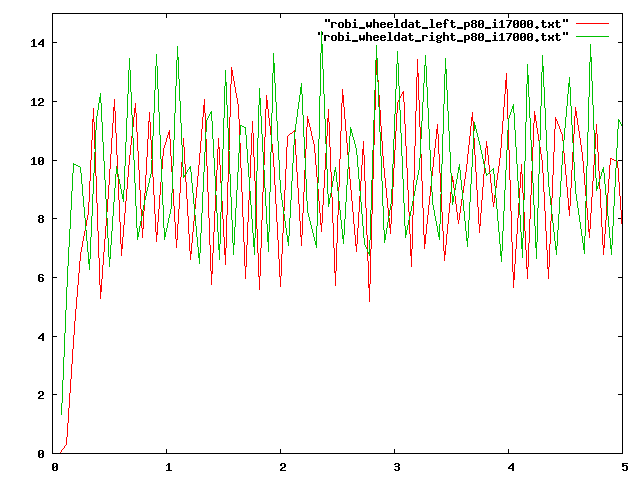 "robi_wheeldat_left_p80_i17000.txt"
"robi_wheeldat_right_p80_i17000.txt"
14
12
10
8
6
4
2
0
0 1 2 3 4 5